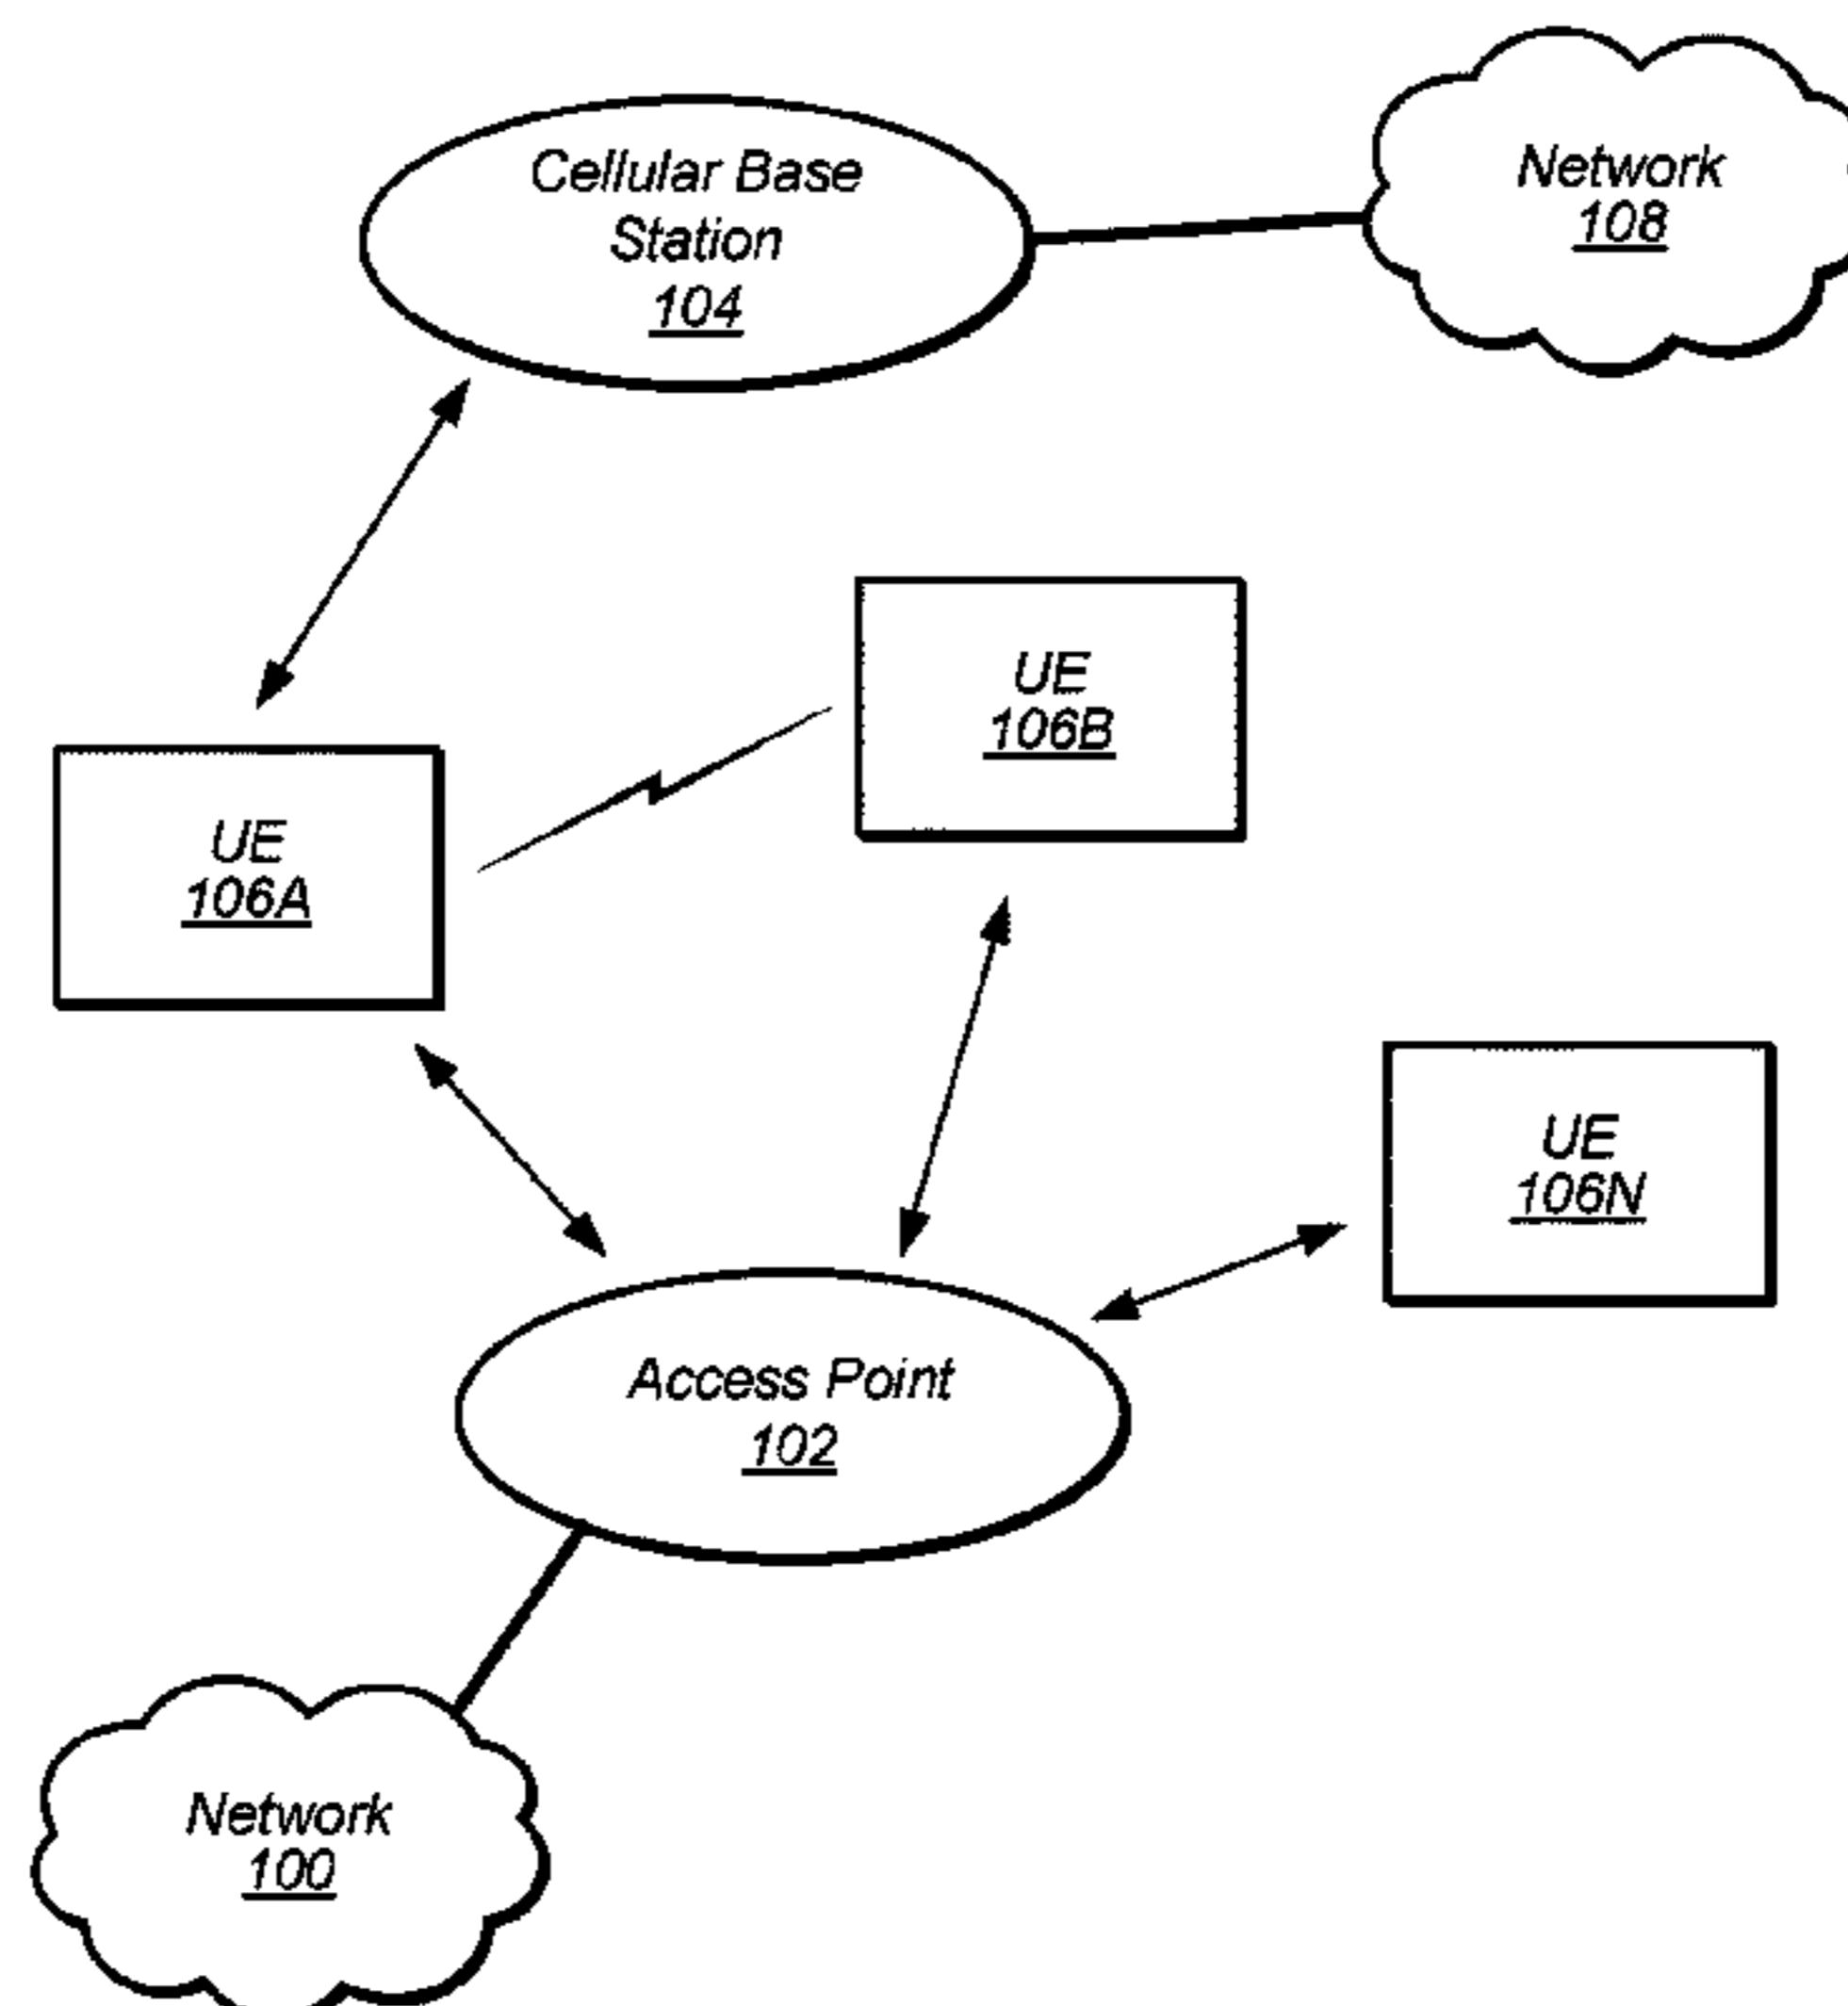 Cellular Base
Station
104
Network
108
UE
106B
UE
106A
UE
106N
Access Point
102
Network
100